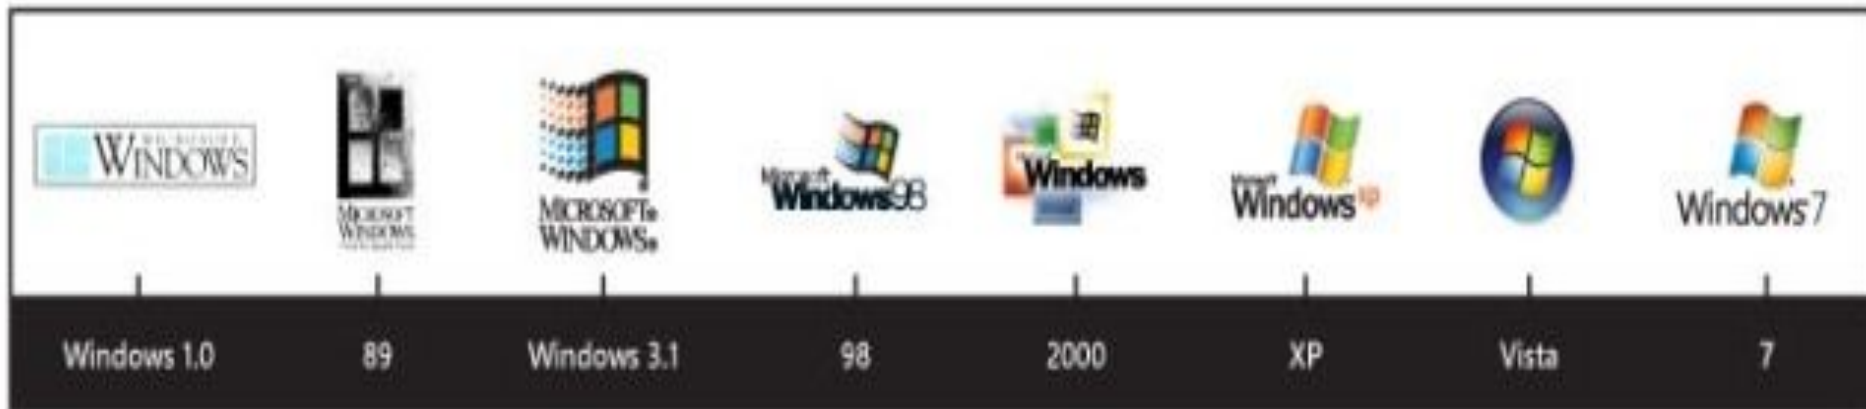 MICROSOFT
WINDOWS
MICROSOFT
WINDOWS
MICROSOFT®
WINDOWS®
Microsoft
Windows98
Windows
Microsoft
Windows xp
Windows 7
Windows 1.0
89
Windows 3.1
98
2000
XP
Vista
7